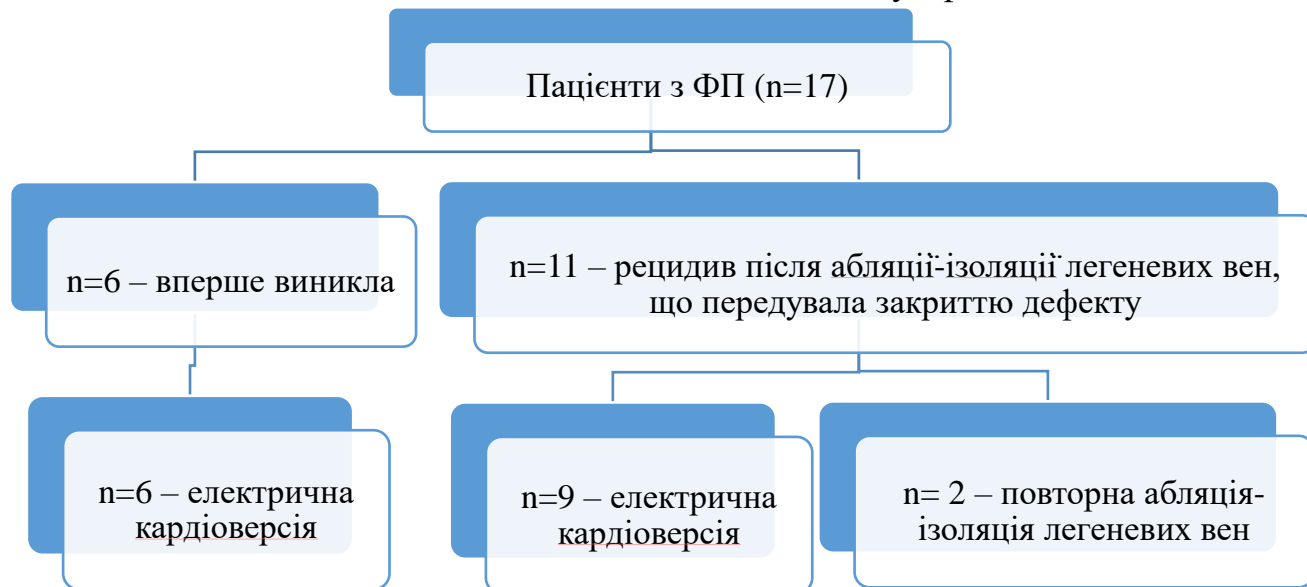 Пацієнти з ФП (n=17)
n=6 – вперше виникла
n=11 – рецидив після абляції-ізоляції легеневих вен,
що передувала закриттю дефекту
n=6 – електрична
кардіоверсія
n=9 – електрична
кардіоверсія
n= 2 – повторна абляція-
ізоляція легеневих вен